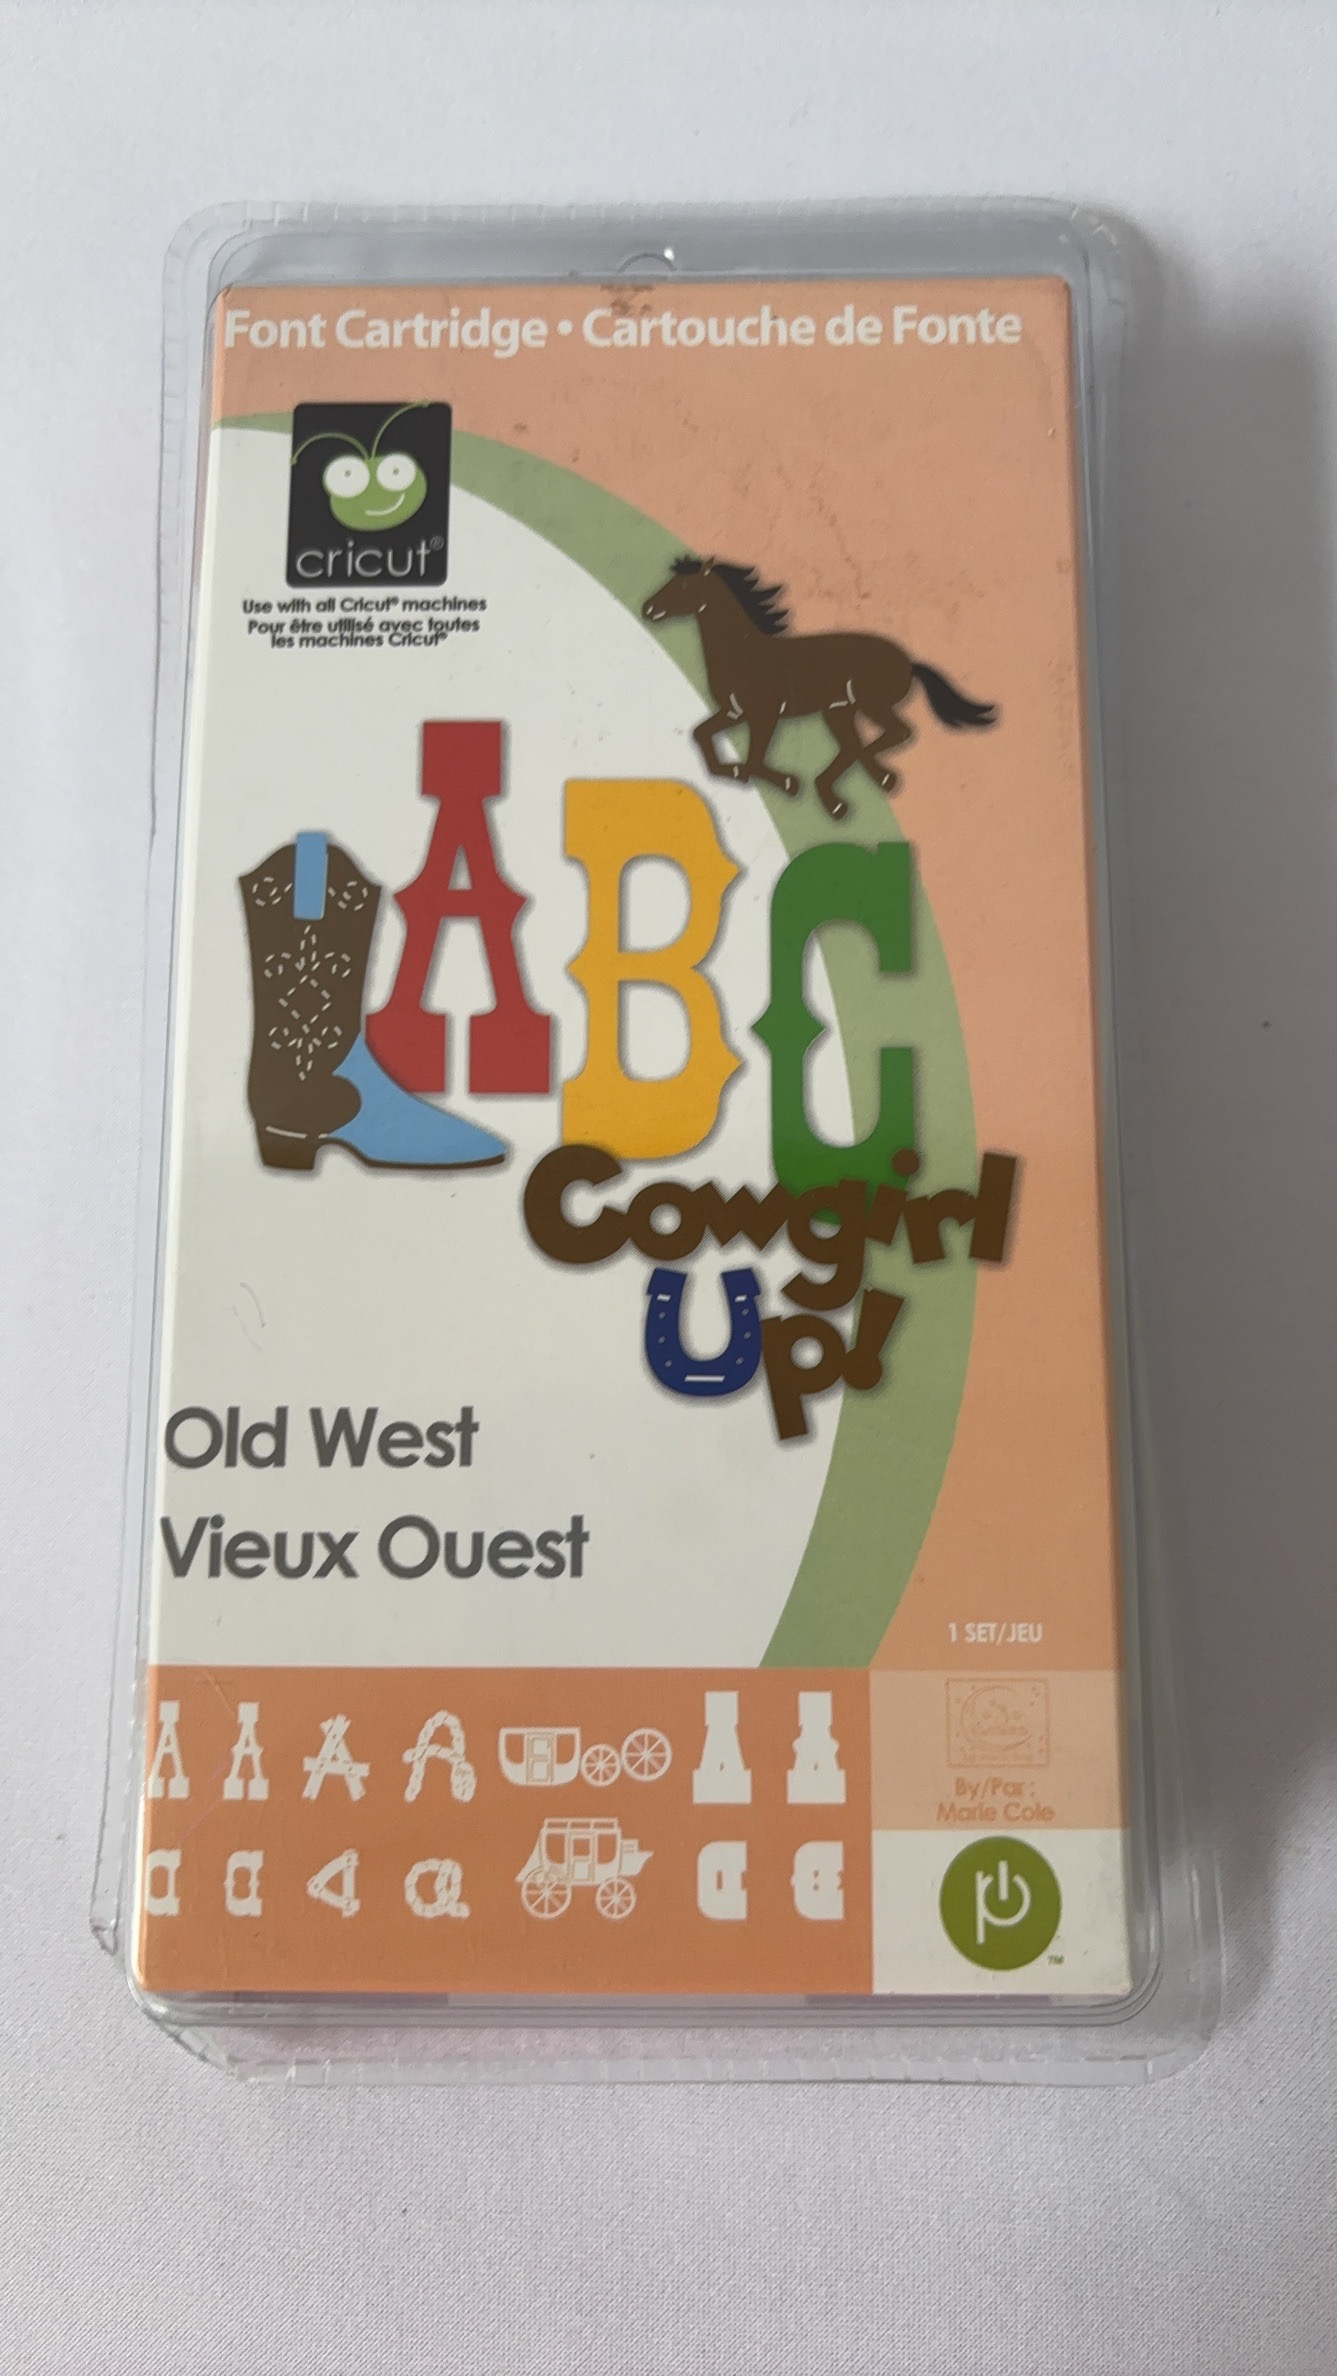 Font Cartridge • Cartouche de Fonte
cricut®
Use with all Cricut® machines
Pour être utilisé avec toutes
les machines Cricut®
ABC
Cowgirl
Up!
Old West
Vieux Ouest
1 SET/JEU
A A A A A A
a a a a a a
By/Par:
Marie Cole
TM